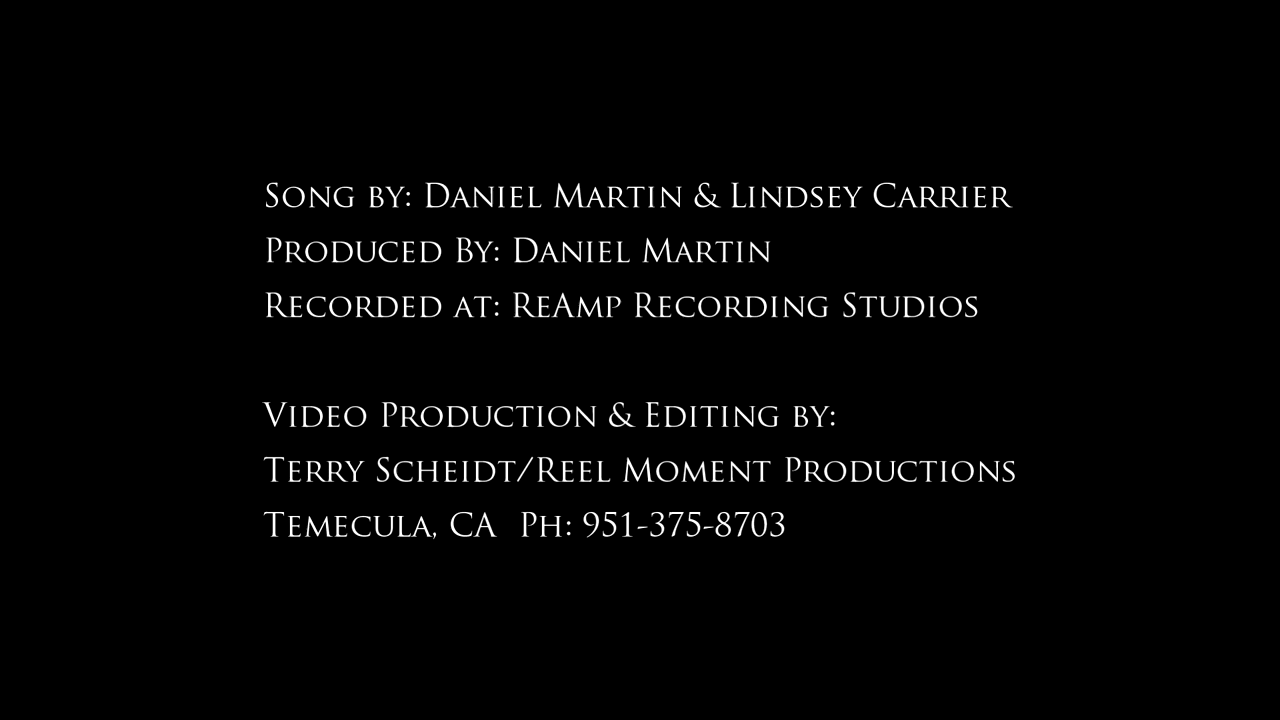 Song by: Daniel Martin & Lindsey Carrier
Produced By: Daniel Martin
Recorded at: ReAmp Recording Studios
Video Production & Editing by:
Terry Scheidt/Reel Moment Productions
Temecula, CA  Ph: 951-375-8703